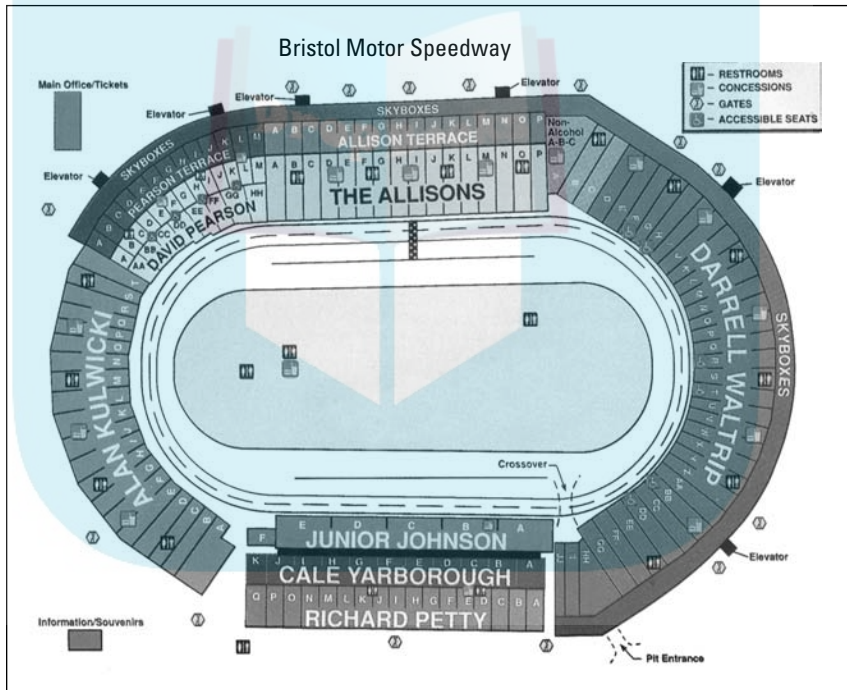 Bristol Motor Speedway
Main Office/Tickets
Elevator
Elevator
Elevator
Elevator
Elevator
Elevator
RESTROOMS
CONCESSIONS
GATES
ACCESSIBLE SEATS
SKYBOXES
A B C D E F G H I J K L M N O P
ALLISON TERRACE
Non-
Alcohol
A-B-C
A B C D E F G H I J K L M N O P
THE ALLISONS
SKYBOXES
PEARSON TERRACE
DAVID PEARSON
AA BB CC DD EE FF GG HH
ALAN KULWICKI
DARRELL WALTRIP
SKYBOXES
Crossover
E D C B A
F
JUNIOR JOHNSON
K J I H G F E D C B A
CALE YARBOROUGH
Q P O N M L K J I H G F E D C B A
RICHARD PETTY
Information/Souvenirs
Elevator
Pit Entrance